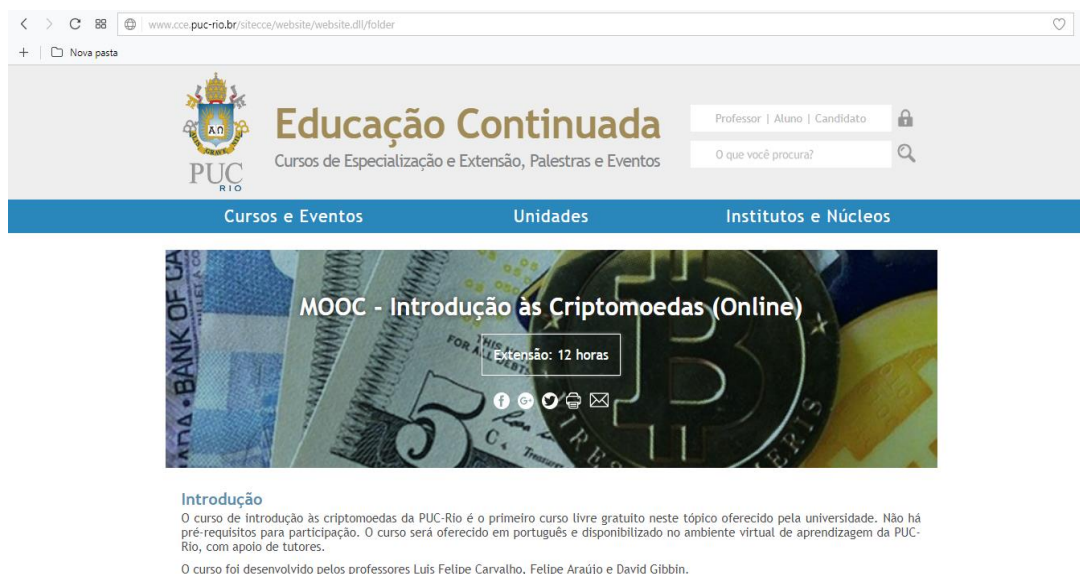 www.cce.puc-rio.br/sitecce/website/website.dll/folder
Nova pasta
PUC
RIO
Educação Continuada
Cursos de Especialização e Extensão, Palestras e Eventos
Professor | Aluno | Candidato
O que você procura?
Cursos e Eventos
Unidades
Institutos e Núcleos
MOOC - Introdução às Criptomoedas (Online)
Extensão: 12 horas
Introdução
O curso de introdução às criptomoedas da PUC-Rio é o primeiro curso livre gratuito neste tópico oferecido pela universidade. Não há
pré-requisitos para participação. O curso será oferecido em português e disponibilizado no ambiente virtual de aprendizagem da PUC-
Rio, com apoio de tutores.
O curso foi desenvolvido pelos professores Luis Felipe Carvalho, Felipe Araújo e David Gibbin.